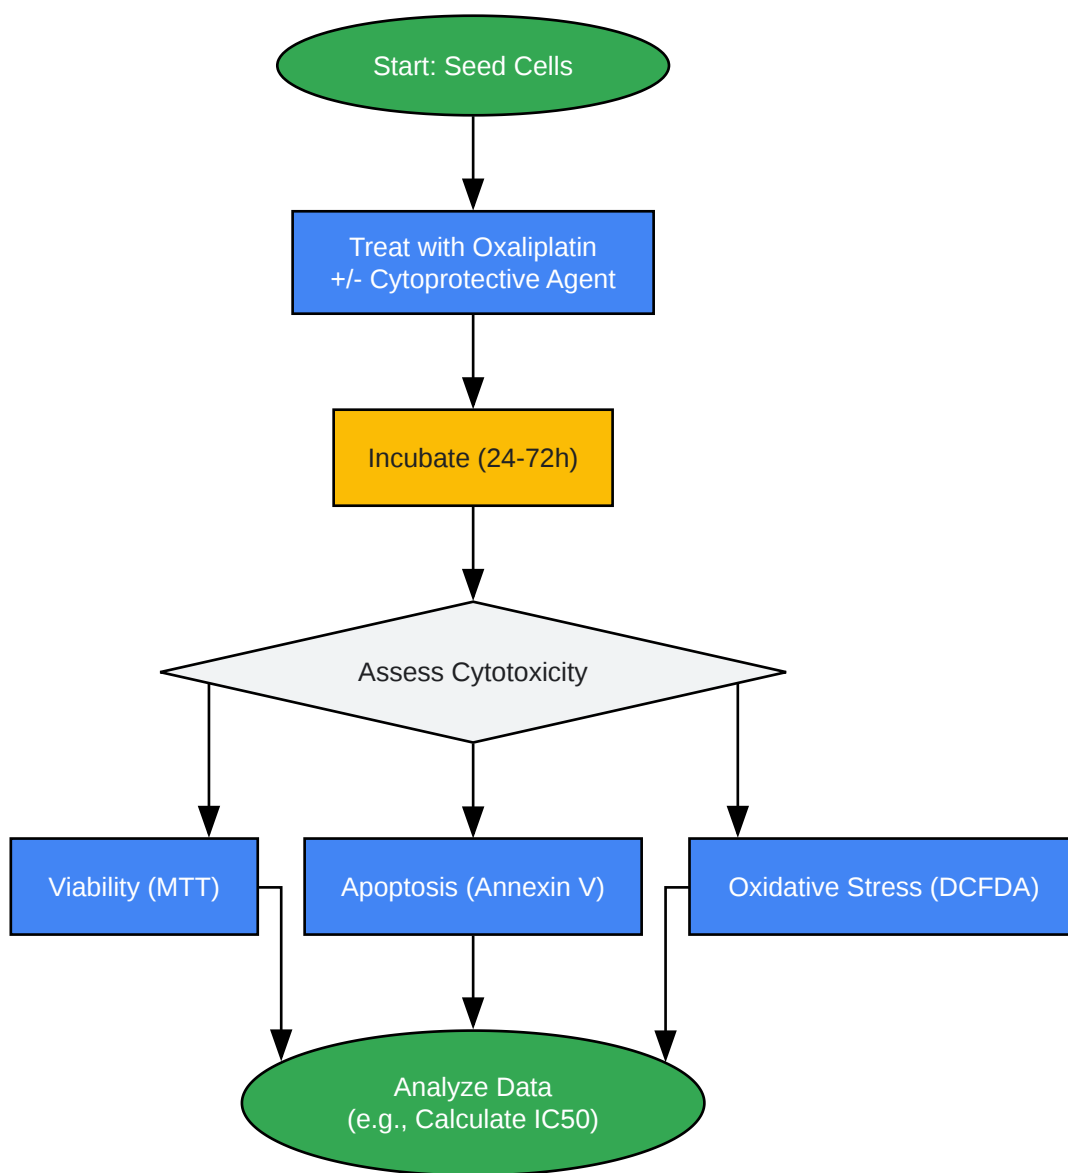 Start: Seed Cells
Treat with Oxaliplatin
+/- Cytoprotective Agent
Incubate (24-72h)
Assess Cytotoxicity
Viability (MTT)
Apoptosis (Annexin V)
Oxidative Stress (DCFDA)
Analyze Data
(e.g., Calculate IC50)